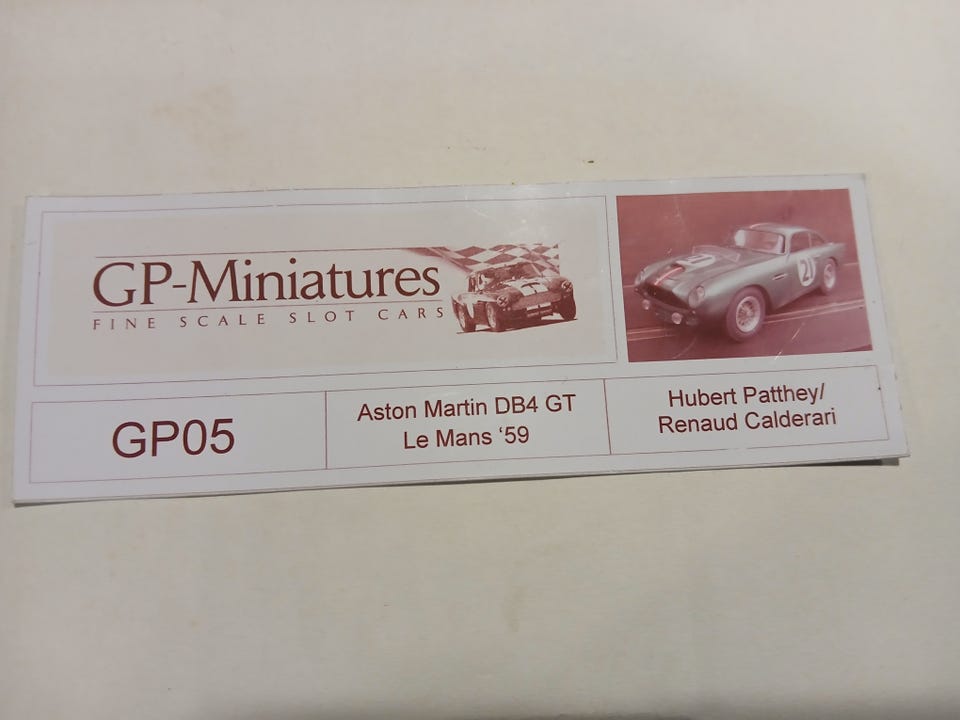 GP-Miniatures
FINE SCALE SLOT CARS
21
GP05
Aston Martin DB4 GT
Le Mans ‘59
Hubert Patthey/
Renaud Calderari